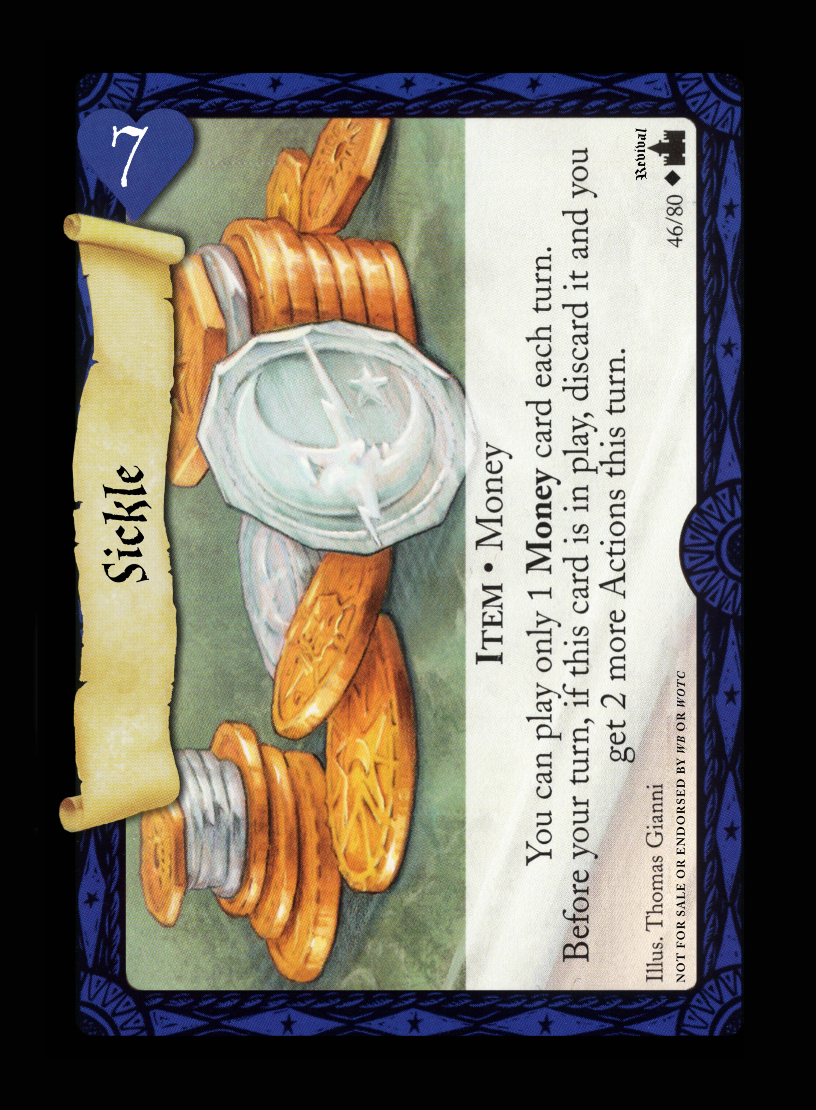 7
Sickle
ITEM • Money
You can play only 1 Money card each turn.
Before your turn, if this card is in play, discard it and you
get 2 more Actions this turn.
Illus. Thomas Gianni
NOT FOR SALE OR ENDORSED BY WB OR WOTC
Revival
46/80